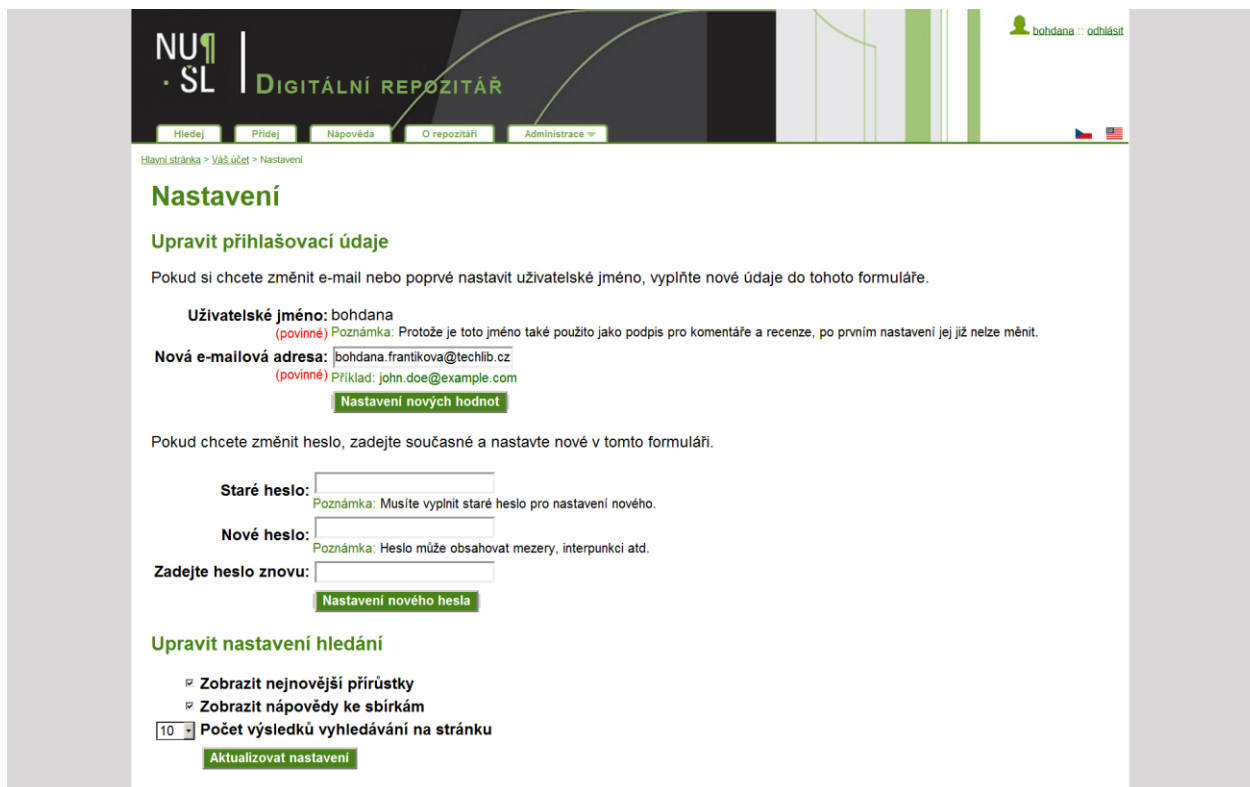 NU¶
· ŠL
DIGITÁLNÍ REPOZITÁŘ
bohdana :: odhlásit
Hledej Přidej Nápověda O repozitáři Administrace
Hlavní stránka > Váš účet > Nastavení
Nastavení
Upravit přihlašovací údaje
Pokud si chcete změnit e-mail nebo poprvé nastavit uživatelské jméno, vyplňte nové údaje do tohoto formuláře.
Uživatelské jméno: bohdana
(povinné) Poznámka: Protože je toto jméno také použito jako podpis pro komentáře a recenze, po prvním nastavení jej již nelze měnit.
Nová e-mailová adresa: bohdana.frantikova@techlib.cz
(povinné) Příklad: john.doe@example.com
Nastavení nových hodnot
Pokud chcete změnit heslo, zadejte současné a nastavte nové v tomto formuláři.
Staré heslo:
Poznámka: Musíte vyplnit staré heslo pro nastavení nového.
Nové heslo:
Poznámka: Heslo může obsahovat mezery, interpunkci atd.
Zadejte heslo znovu:
Nastavení nového hesla
Upravit nastavení hledání
Zobrazit nejnovější přírůstky
Zobrazit nápovědy ke sbírkám
10 Počet výsledků vyhledávání na stránku
Aktualizovat nastavení